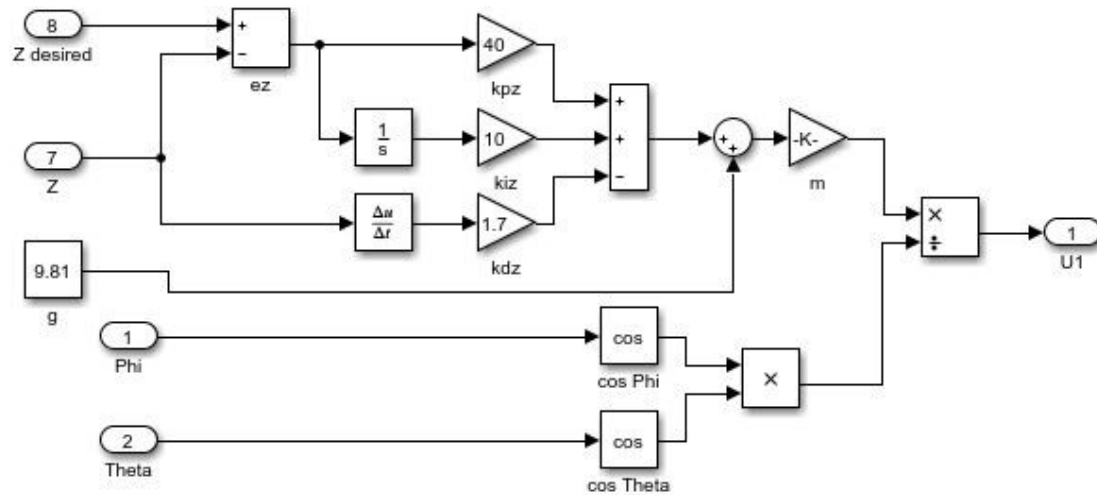 8
Z desired
+
−
ez
40
kpz
1
s
10
kiz
7
Z
Δu
Δt
1.7
kdz
+
+
−
+
+
-K-
m
×
÷
1
U1
9.81
g
1
Phi
cos
cos Phi
×
2
Theta
cos
cos Theta